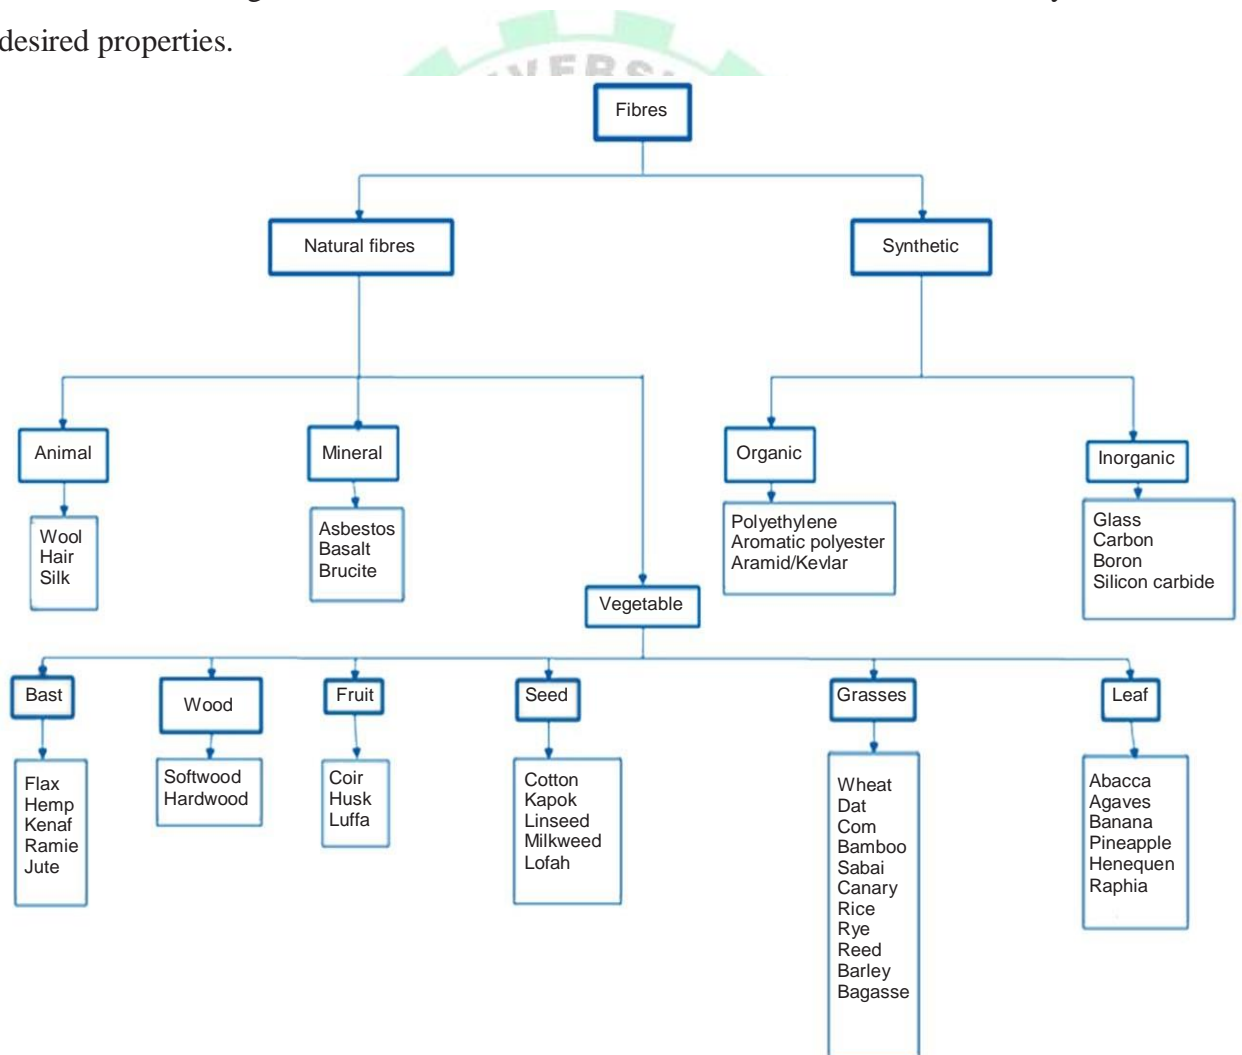 desired properties.
VERSI
Fibres
Natural fibres
Synthetic
Animal
Mineral
Organic
Inorganic
Wool
Hair
Silk
Asbestos
Basalt
Brucite
Polyethylene
Aromatic polyester
Aramid/Kevlar
Glass
Carbon
Boron
Silicon carbide
Vegetable
Bast
Wood
Fruit
Seed
Grasses
Leaf
Flax
Hemp
Kenaf
Ramie
Jute
Softwood
Hardwood
Coir
Husk
Luffa
Cotton
Kapok
Linseed
Milkweed
Lofah
Wheat
Dat
Com
Bamboo
Sabai
Canary
Rice
Rye
Reed
Barley
Bagasse
Abacca
Agaves
Banana
Pineapple
Henequen
Raphia